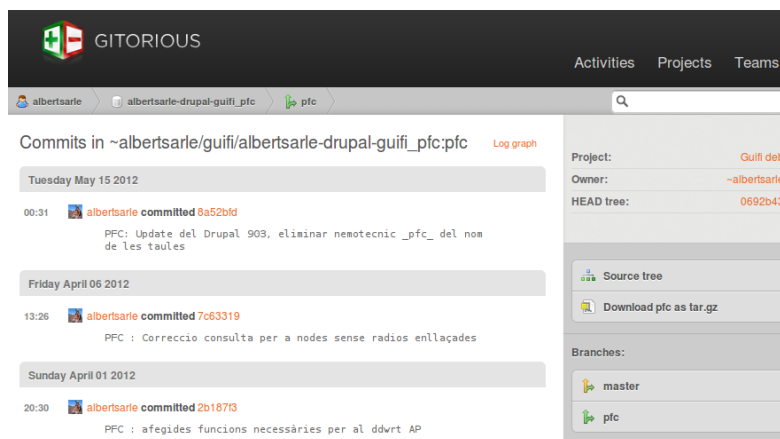 GITORIOUS
Activities Projects Teams
albertsarle albertsarle-drupal-guifi_pfc pfc
Commits in ~albertsarle/guifi/albertsarle-drupal-guifi_pfc:pfc
Log graph
Tuesday May 15 2012
00:31 albertsarle committed 8a52bfd
PFC: Update del Drupal 903, eliminar nemotecnic _pfc_ del nom
de les taules
Friday April 06 2012
13:26 albertsarle committed 7c63319
PFC : Correccio consulta per a nodes sense radios enllaçades
Sunday April 01 2012
20:30 albertsarle committed 2b187f3
PFC : afegides funcions necessàries per al ddwrt AP
Project: Guifi deb
Owner: ~albertsarle
HEAD tree: 0692b43
Source tree
Download pfc as tar.gz
Branches:
master
pfc